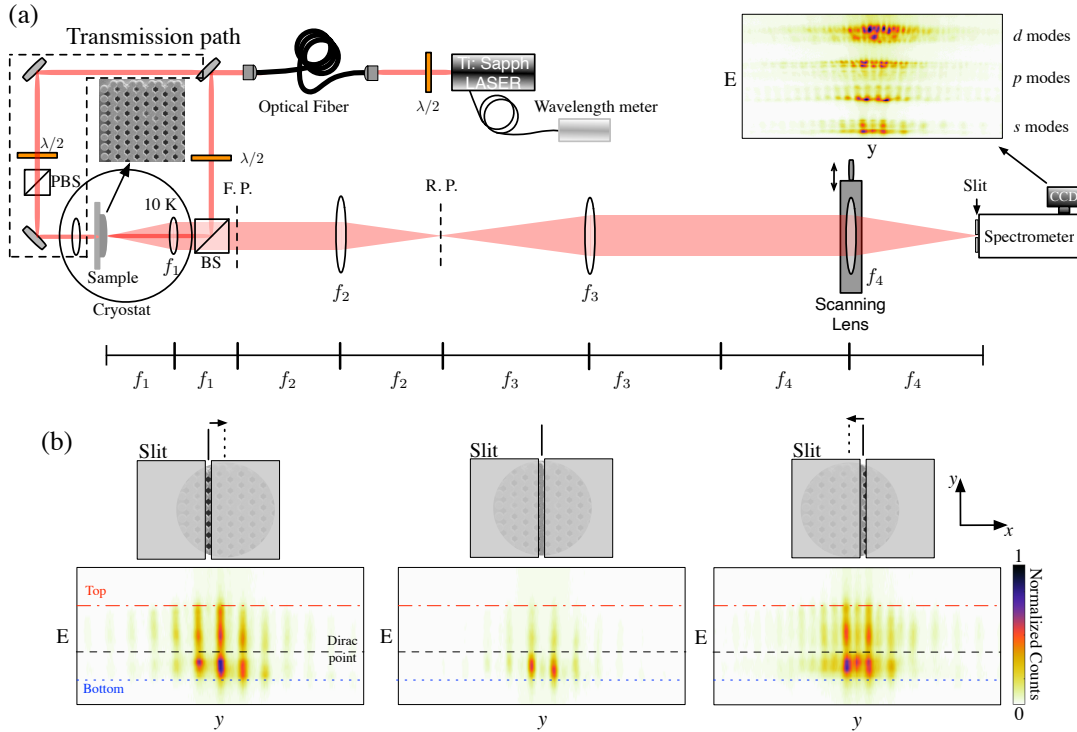 (a)
Transmission path
Optical Fiber
λ/2
Ti: Sapph
LASER
Wavelength meter
E
y
d modes
p modes
s modes
λ/2
λ/2
PBS
10 K
F. P.
R. P.
f1
BS
Sample
Cryostat
f2
f3
f4
Scanning
Lens
Slit
CCD
Spectrometer
f1
f1
f2
f2
f3
f3
f4
f4
(b)
Slit
Slit
Slit
y
x
Top
E
Dirac
point
Bottom
y
E
y
E
y
1
Normalized Counts
0